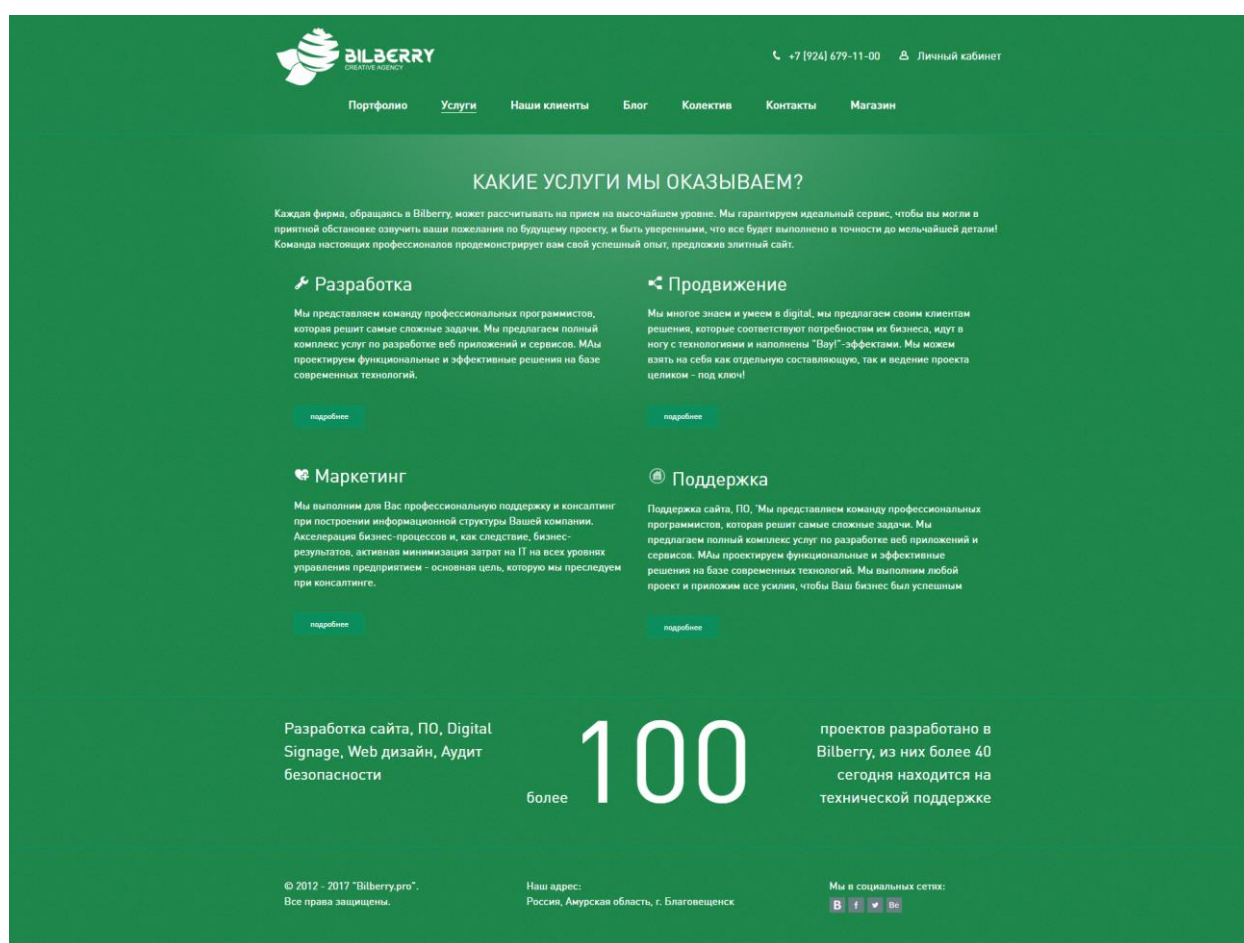 BILBERRY
CREATIVE AGENCY
+7 (924) 679-11-00
Личный кабинет
Портфолио Услуги Наши клиенты Блог Колектив Контакты Магазин
КАКИЕ УСЛУГИ МЫ ОКАЗЫВАЕМ?
Каждая фирма, обращаясь в Bilberry, может рассчитывать на прием на высочайшем уровне. Мы гарантируем идеальный сервис, чтобы вы могли в
приятной обстановке озвучить ваши пожелания по будущему проекту, и быть уверенными, что все будет выполнено в точности до мельчайшей детали!
Команда настоящих профессионалов продемонстрирует вам свой успешный опыт, предложив элитный сайт.
Разработка
Мы представляем команду профессиональных программистов,
которая решит самые сложные задачи. Мы предлагаем полный
комплекс услуг по разработке веб приложений и сервисов. МАы
проектируем функциональные и эффективные решения на базе
современных технологий.
подробнее
Продвижение
Мы многое знаем и умеем в digital, мы предлагаем своим клиентам
решения, которые соответствуют потребностям их бизнеса, идут в
ногу с технологиями и наполнены "Вау!"-эффектами. Мы можем
взять на себя как отдельную составляющую, так и ведение проекта
целиком - под ключ!
подробнее
Маркетинг
Мы выполним для Вас профессиональную поддержку и консалтинг
при построении информационной структуры Вашей компании.
Акселерация бизнес-процессов и, как следствие, бизнес-
результатов, активная минимизация затрат на IT на всех уровнях
управления предприятием - основная цель, которую мы преследуем
при консалтинге.
подробнее
Поддержка
Поддержка сайта, ПО, 'Мы представляем команду профессиональных
программистов, которая решит самые сложные задачи. Мы
предлагаем полный комплекс услуг по разработке веб приложений и
сервисов. МАы проектируем функциональные и эффективные
решения на базе современных технологий. Мы выполним любой
проект и приложим все усилия, чтобы Ваш бизнес был успешным
подробнее
Разработка сайта, ПО, Digital
Signage, Web дизайн, Аудит
безопасности
более 100
проектов разработано в
Bilberry, из них более 40
сегодня находится на
технической поддержке
© 2012 - 2017 "Bilberry.pro".
Все права защищены.
Наш адрес:
Россия, Амурская область, г. Благовещенск
Мы в социальных сетях:
B f Be